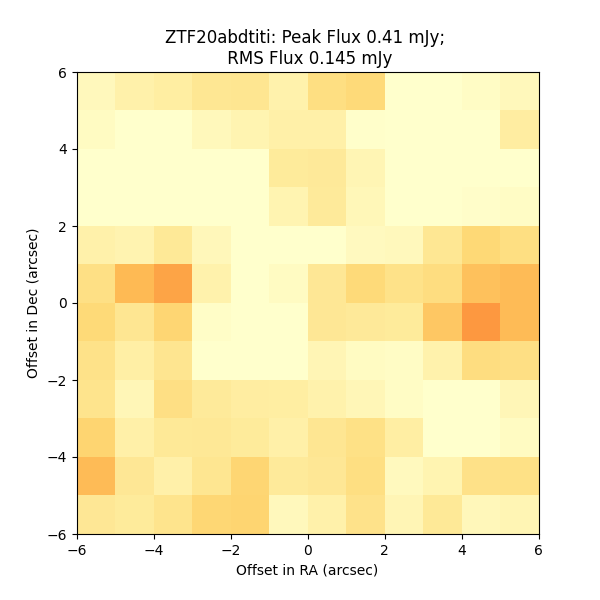 ZTF20abdtiti: Peak Flux 0.41 mJy;
RMS Flux 0.145 mJy
6
4
2
0
−2
−4
−6
Offset in Dec (arcsec)
−6 −4 −2 0 2 4 6
Offset in RA (arcsec)